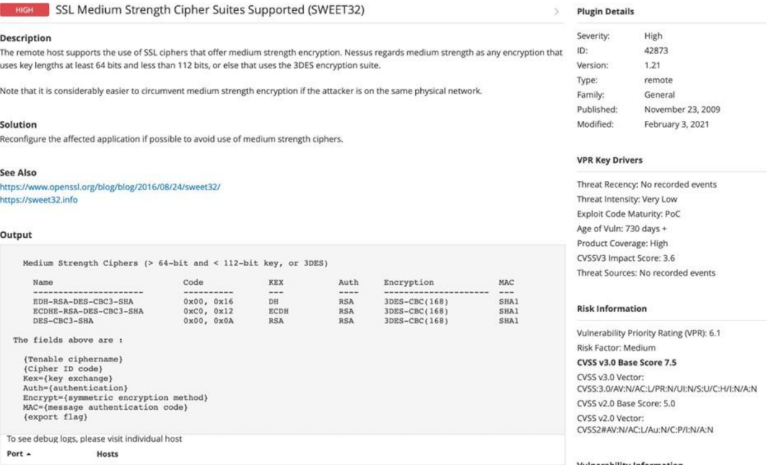 HIGH SSL Medium Strength Cipher Suites Supported (SWEET32)
Description
The remote host supports the use of SSL ciphers that offer medium strength encryption. Nessus regards medium strength as any encryption that
uses key lengths at least 64 bits and less than 112 bits, or else that uses the 3DES encryption suite.
Note that it is considerably easier to circumvent medium strength encryption if the attacker is on the same physical network.
Solution
Reconfigure the affected application if possible to avoid use of medium strength ciphers.
See Also
https://www.openssl.org/blog/blog/2016/08/24/sweet32/
https://sweet32.info
Output
Medium Strength Ciphers (> 64-bit and < 112-bit key, or 3DES)
Name Code KEX Auth Encryption MAC
---------------------- ---------- --- ---- --------------------- ---
EDH-RSA-DES-CBC3-SHA 0x00, 0x16 DH RSA 3DES-CBC(168) SHA1
ECDHE-RSA-DES-CBC3-SHA 0xC0, 0x12 ECDH RSA 3DES-CBC(168) SHA1
DES-CBC3-SHA 0x00, 0x0A RSA RSA 3DES-CBC(168) SHA1
The fields above are :
{Tenable ciphername}
{Cipher ID code}
Kex={key exchange}
Auth={authentication}
Encrypt={symmetric encryption method}
MAC={message authentication code}
{export flag}
To see debug logs, please visit individual host
Port Hosts
Plugin Details
Severity: High
ID: 42873
Version: 1.21
Type: remote
Family: General
Published: November 23, 2009
Modified: February 3, 2021
VPR Key Drivers
Threat Recency: No recorded events
Threat Intensity: Very Low
Exploit Code Maturity: PoC
Age of Vuln: 730 days +
Product Coverage: High
CVSSV3 Impact Score: 3.6
Threat Sources: No recorded events
Risk Information
Vulnerability Priority Rating (VPR): 6.1
Risk Factor: Medium
CVSS v3.0 Base Score 7.5
CVSS v3.0 Vector:
CVSS:3.0/AV:N/AC:L/PR:N/UI:N/S:U/C:H/I:N/A:N
CVSS v2.0 Base Score: 5.0
CVSS v2.0 Vector:
CVSS2#AV:N/AC:L/Au:N/C:P/I:N/A:N
Vulnerability Information